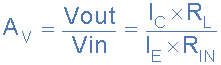 A_V = Vout/Vin = I_C × R_L / I_E × R_IN